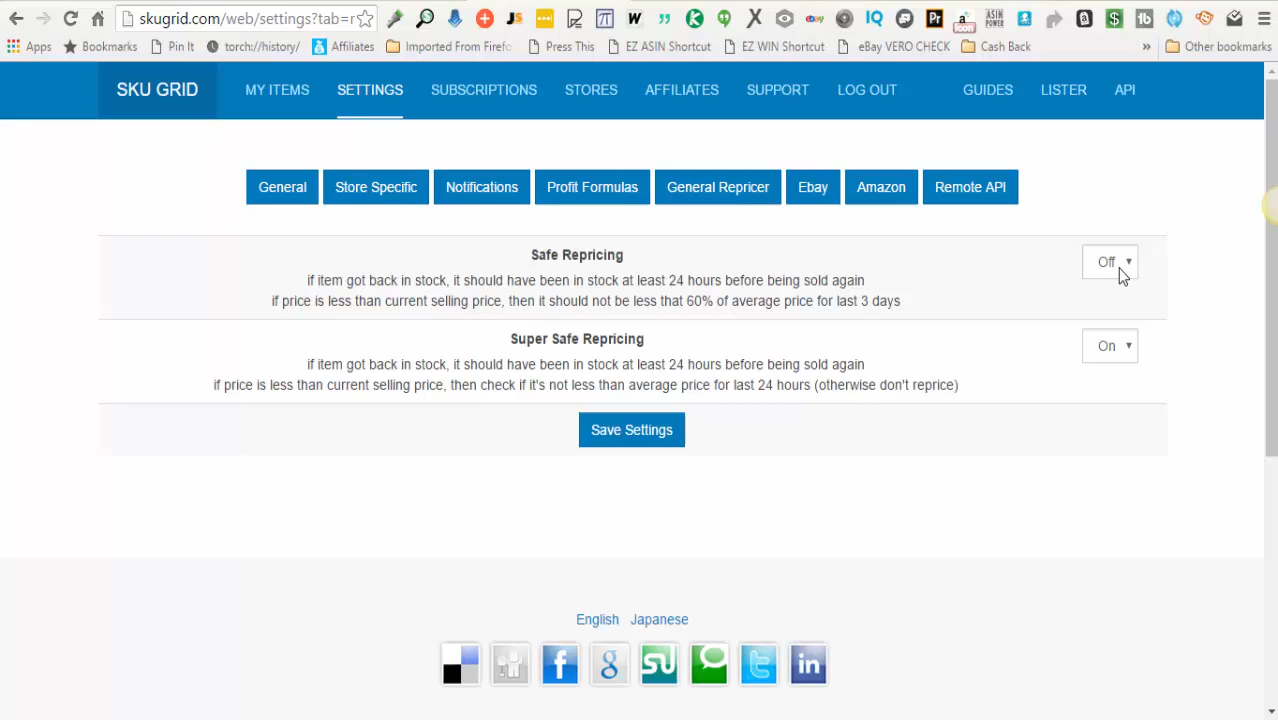 skugrid.com/web/settings?tab=r
Apps Bookmarks Pin It torch://history/ Affiliates Imported From Firefo Press This EZ ASIN Shortcut EZ WIN Shortcut eBay VERO CHECK Cash Back » Other bookmarks
SKU GRID MY ITEMS SETTINGS SUBSCRIPTIONS STORES AFFILIATES SUPPORT LOG OUT GUIDES LISTER API
General Store Specific Notifications Profit Formulas General Repricer Ebay Amazon Remote API
Safe Repricing
Off
if item got back in stock, it should have been in stock at least 24 hours before being sold again
if price is less than current selling price, then it should not be less that 60% of average price for last 3 days
Super Safe Repricing
On
if item got back in stock, it should have been in stock at least 24 hours before being sold again
if price is less than current selling price, then check if it's not less than average price for last 24 hours (otherwise don't reprice)
Save Settings
English Japanese